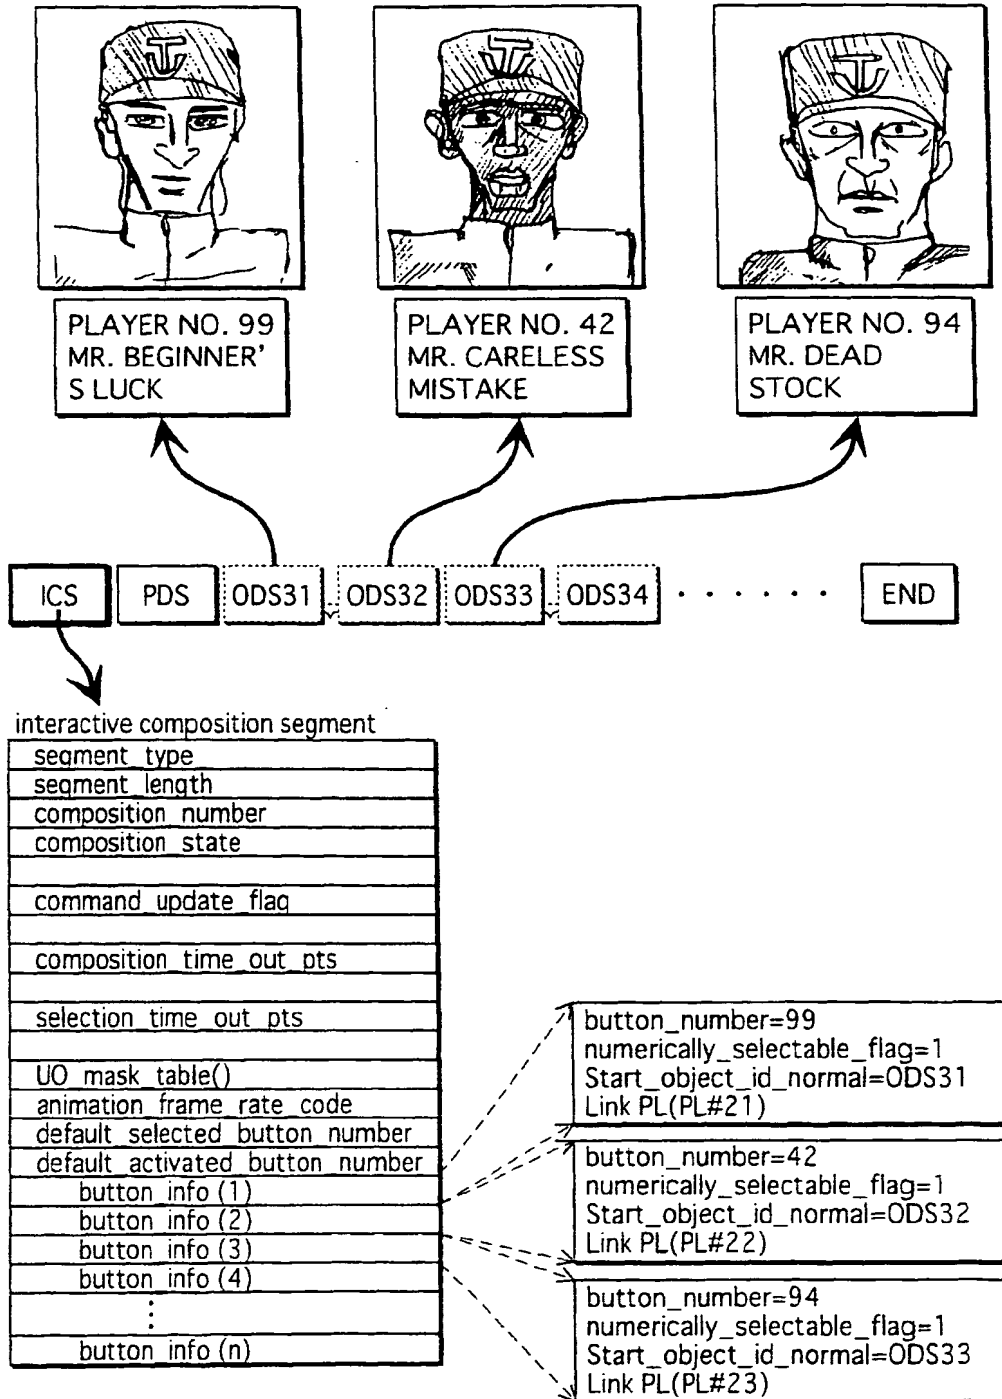 PLAYER NO. 99
MR. BEGINNER'
S LUCK
PLAYER NO. 42
MR. CARELESS
MISTAKE
PLAYER NO. 94
MR. DEAD
STOCK
ICS
PDS
ODS31
ODS32
ODS33
ODS34
· · · · · · ·
END
interactive composition segment
segment_type
segment_length
composition_number
composition_state
command_update_flag
composition_time_out_pts
selection_time_out_pts
UO_mask_table()
animation_frame_rate_code
default_selected_button_number
default_activated_button_number
button_info (1)
button_info (2)
button_info (3)
button_info (4)
⋮
button_info (n)
button_number=99
numerically_selectable_flag=1
Start_object_id_normal=ODS31
Link PL(PL#21)
button_number=42
numerically_selectable_flag=1
Start_object_id_normal=ODS32
Link PL(PL#22)
button_number=94
numerically_selectable_flag=1
Start_object_id_normal=ODS33
Link PL(PL#23)